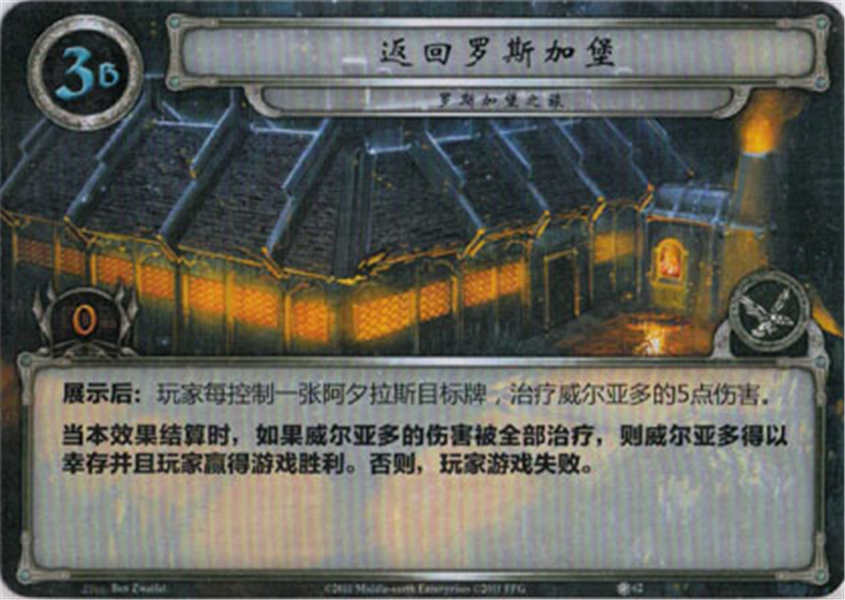 3B
返回罗斯加堡
罗斯加堡之旅
0
展示后：玩家每控制一张阿夕拉斯目标牌，治疗威尔亚多的5点伤害。
当本效果结算时，如果威尔亚多的伤害被全部治疗，则威尔亚多得以
幸存并且玩家赢得游戏胜利。否则，玩家游戏失败。
Ben Zweifel ©2011 Middle-earth Enterprises ©2011 FFG 62